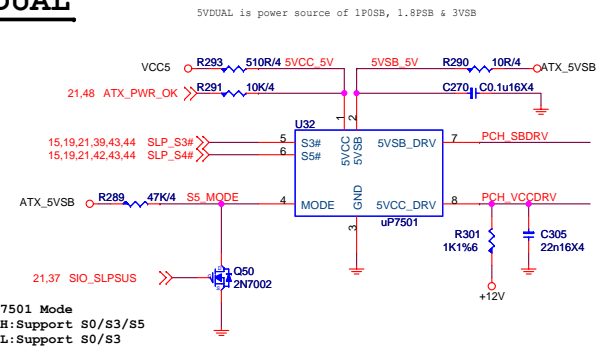 DUAL
5VDUAL is power source of 1P0SB, 1.8PSB & 3VSB
VCC5 R293 510R/4 5VCC_5V 5VSB_5V R290 10R/4 ATX_5VSB
21,48 ATX_PWR_OK R291 10K/4 C270 C0.1u16X4
U32
1 2
15,19,21,39,43,44 SLP_S3# 5 S3# 5VCC 5VSB 5VSB_DRV 7 PCH_SBDRV
15,19,21,42,43,44 SLP_S4# 6 S5#
ATX_5VSB R289 47K/4 S5_MODE 4 MODE GND 5VCC_DRV 8 PCH_VCCDRV
3 uP7501
R301 1K1%6
C305 22n16X4
21,37 SIO_SLPSUS Q50
2N7002
+12V
7501 Mode
H:Support S0/S3/S5
L:Support S0/S3